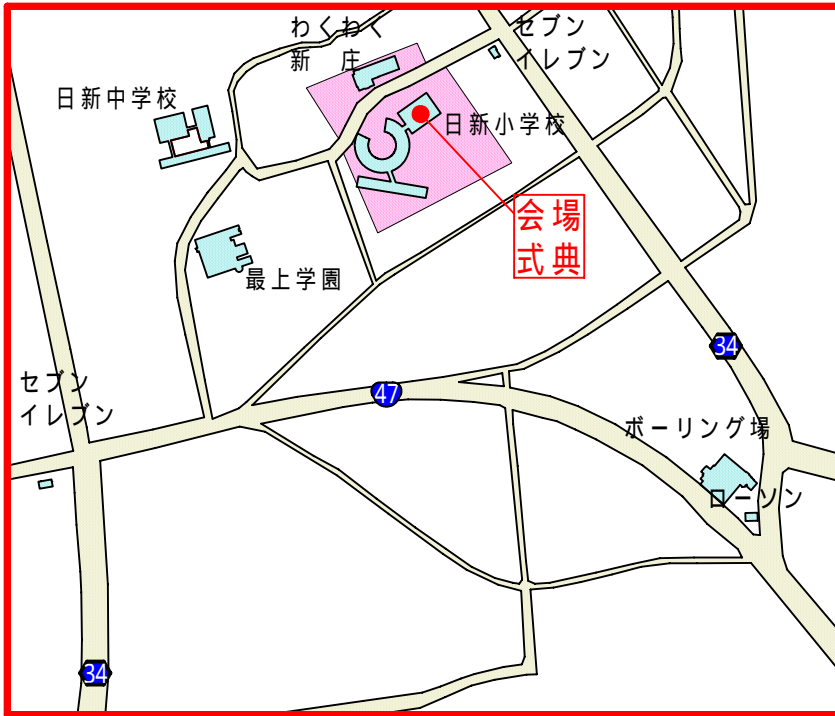 わくわく
新 庄
セブン
イレブン
日新中学校
日新小学校
会場
式典
最上学園
34
セブン
イレブン
47
ボーリング場
ローソン
34